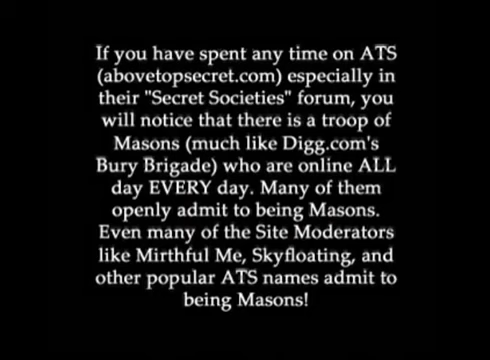 If you have spent any time on ATS
(abovetopsecret.com) especially in
their "Secret Societies" forum, you
will notice that there is a troop of
Masons (much like Digg.com's
Bury Brigade) who are online ALL
day EVERY day. Many of them
openly admit to being Masons.
Even many of the Site Moderators
like Mirthful Me, Skyfloating, and
other popular ATS names admit to
being Masons!